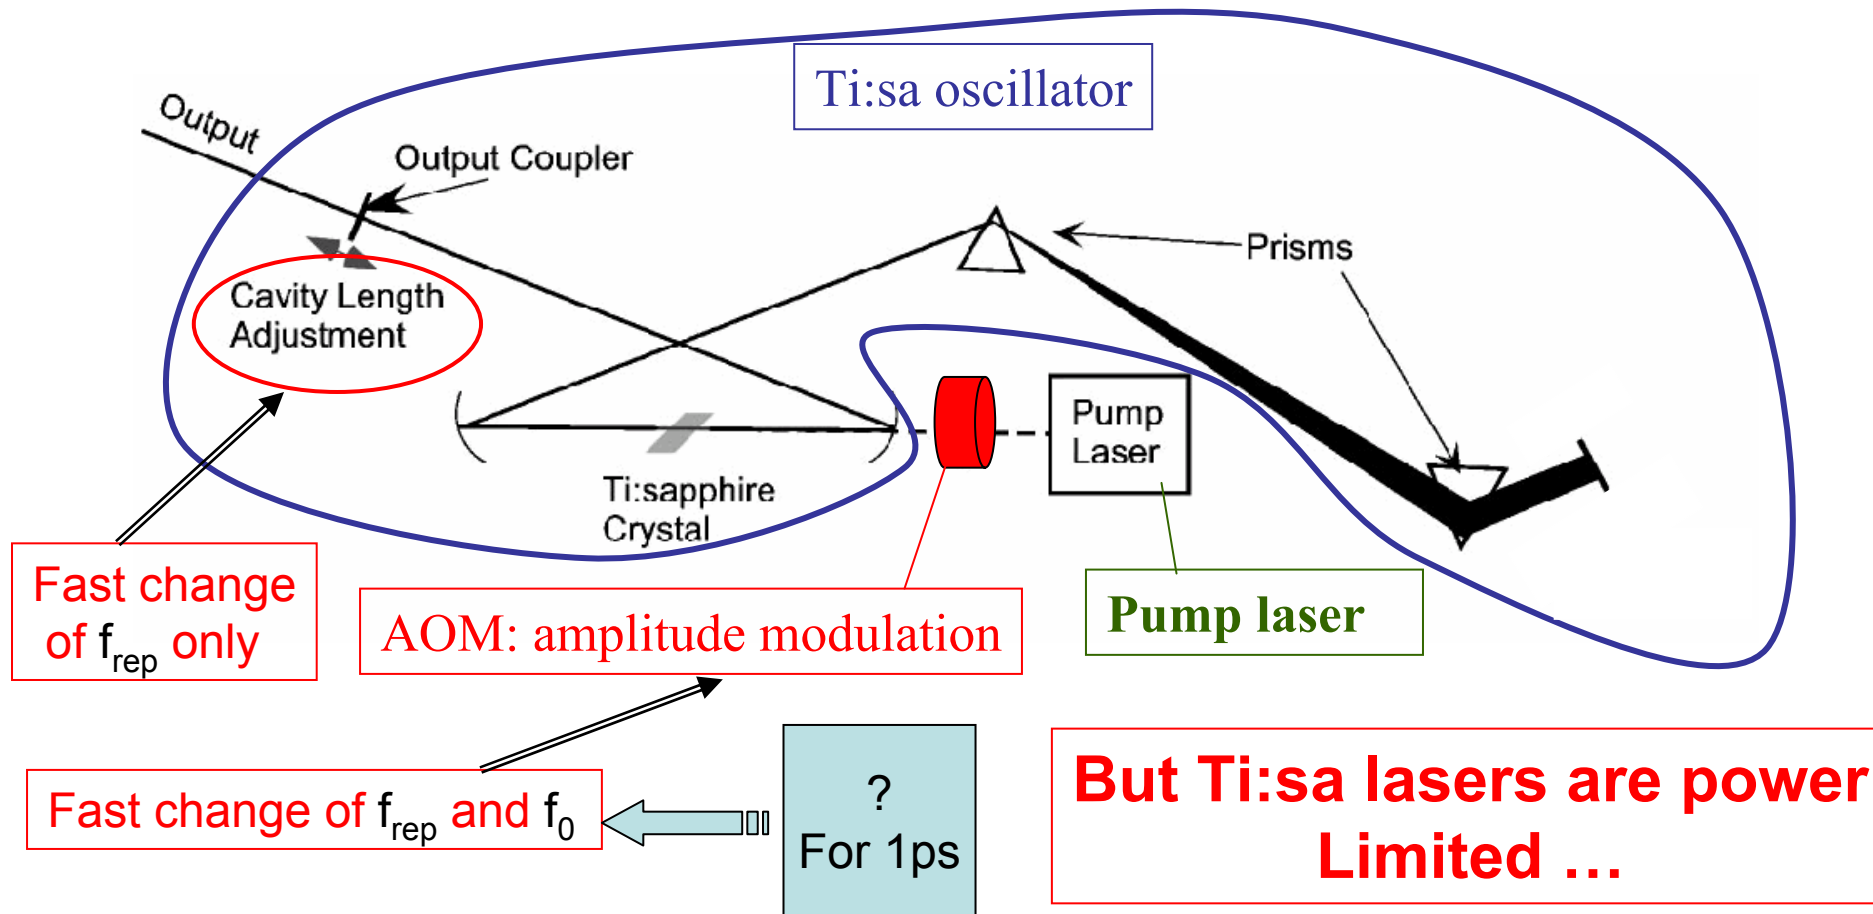 Ti:sa oscillator
Output
Output Coupler
Prisms
Cavity Length
Adjustment
Pump
Laser
Ti:sapphire
Crystal
Fast change
of frep only
AOM: amplitude modulation
Pump laser
Fast change of frep and f0
?
For 1ps
But Ti:sa lasers are power
Limited …